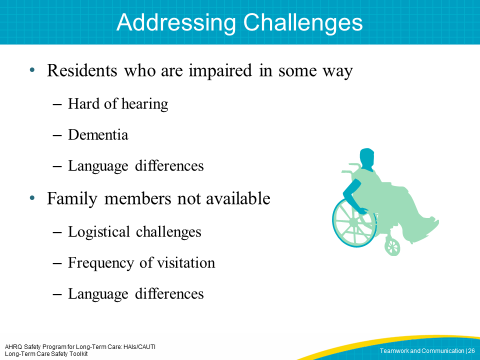 Addressing Challenges
• Residents who are impaired in some way
– Hard of hearing
– Dementia
– Language differences
• Family members not available
– Logistical challenges
– Frequency of visitation
– Language differences
AHRQ Safety Program for Long-Term Care: HAIs/CAUTI
Long-Term Care Safety Toolkit
Teamwork and Communication | 26